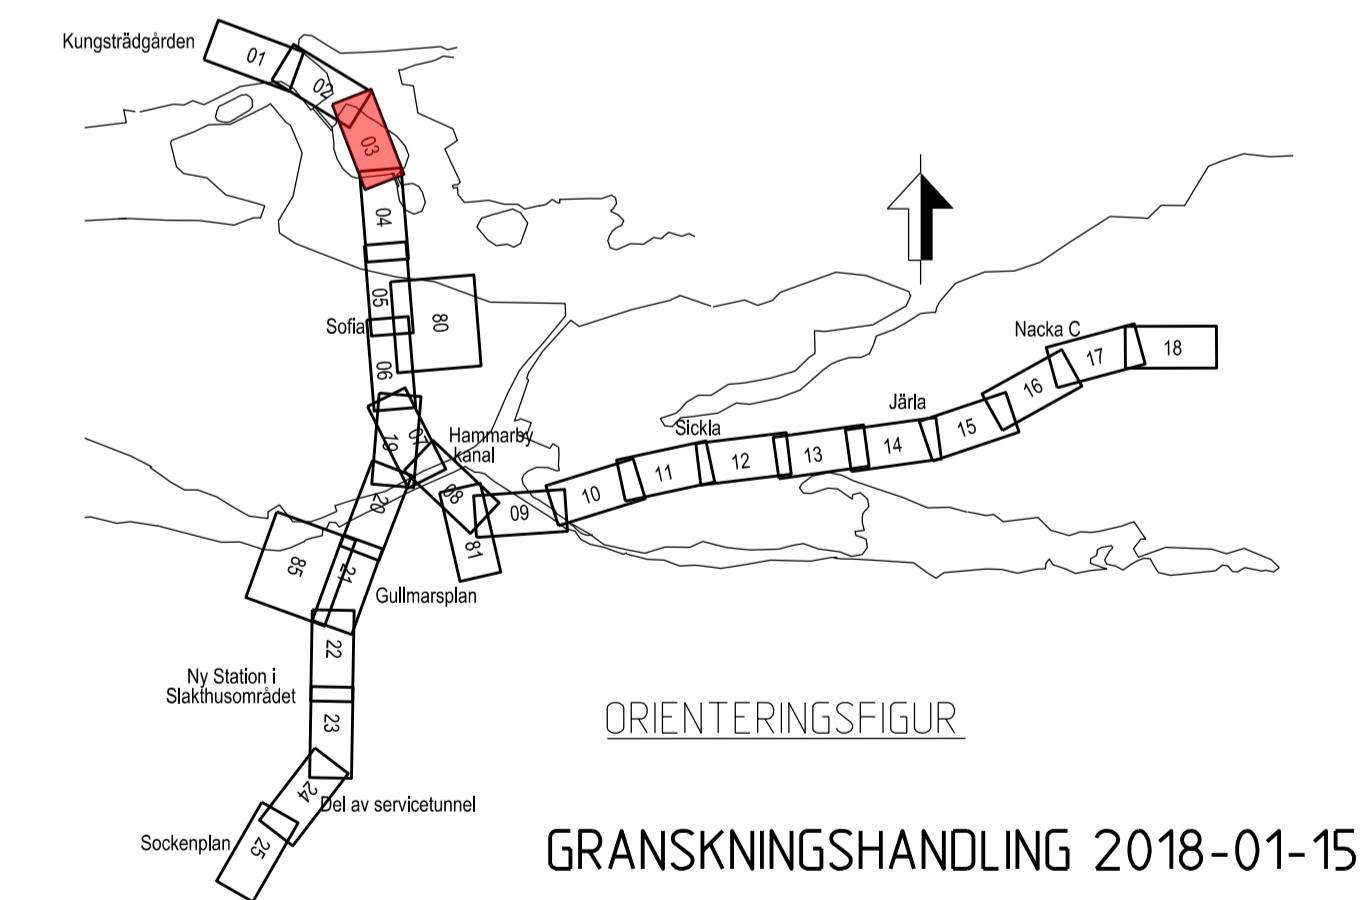 Kungsträdgården
01
02
03
04
05
80
Sofia
06
Nacka C
17
18
16
Järla
15
14
Sickla
13
12
11
10
07
19
Hammarby
kanal
08
09
20
81
85
21
Gullmarsplan
22
Ny Station i
Slakthusområdet
23
24
Del av servicetunnel
Sockenplan
25
ORIENTERINGSFIGUR
GRANSKNINGSHANDLING 2018-01-15